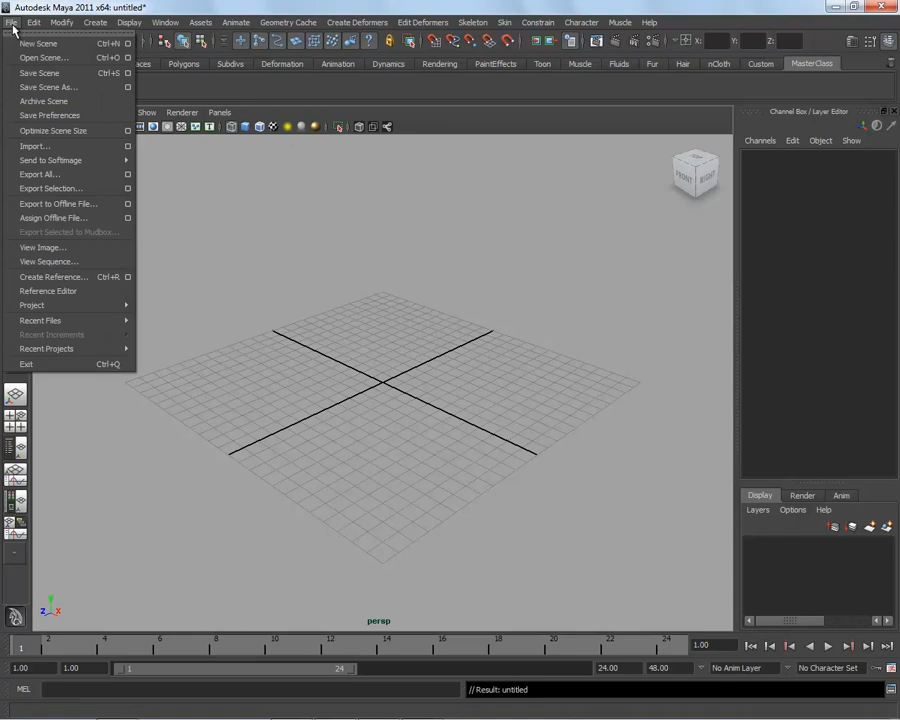 Autodesk Maya 2011 x64: untitled*
File Edit Modify Create Display Window Assets Animate Geometry Cache Create Deformers Edit Deformers Skeleton Skin Constraint Character Muscle Help
X: Y: Z:
Polygons Subdivs Deformation Animation Dynamics PaintEffects Toon Muscle Fluids Fur Hair nCloth Custom MasterClass
New Scene Ctrl+N
Open Scene... Ctrl+O
Save Scene Ctrl+S
Save Scene As...
Archive Scene
Save Preferences
Optimize Scene Size
Import...
Send to Softimage
Export All...
Export Selection...
Export to Offline File...
Assign Offline File...
Export Selected to Mudbox...
View Image...
View Sequence...
Create Reference... Ctrl+R
Reference Editor
Project
Recent Files
Recent Increments
Recent Projects
Exit Ctrl+Q
Show Renderer Panels
FRONT RIGHT
Y
Z X
persp
Channel Box / Layer Editor
Channels Edit Object Show
Display Render Anim
Layers Options Help
1 2 4 6 8 10 12 14 16 18 20 22 24 1.00
1.00 1.00 1 24 24.00 48.00 No Anim Layer No Character Set
MEL // Result: untitled